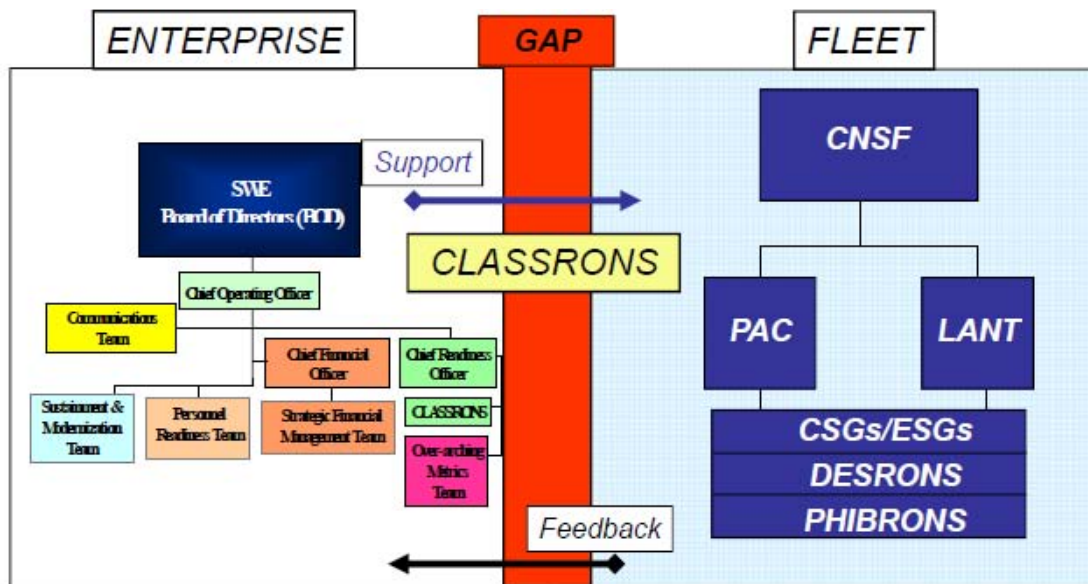 ENTERPRISE
GAP
FLEET
SWE
Board of Directors (BOD)
Support
CNSF
CLASSRONS
Chief Operating Officer
Communications
Team
Chief Financial
Officer
Chief Readiness
Officer
PAC
LANT
Sustainment &
Modernization
Team
Personnel
Readiness Team
Strategic Financial
Management Team
CLASSRONS
Over-arching
Metrics
Team
CSGs/ESGs
DESRONS
PHIBRONS
Feedback